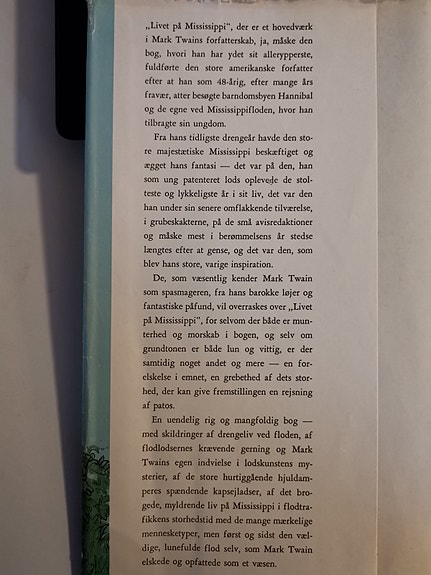 „Livet på Mississippi", der er et hovedværk
i Mark Twains forfatterskab, ja, måske den
bog, hvori han har ydet sit allerypperste,
fuldførte den store amerikanske forfatter
efter at han som 48-årig, efter mange års
fravær, atter besøgte barndomsbyen Hannibal
og de egne ved Mississippifloden, hvor han
tilbragte sin ungdom.
Fra hans tidligste drengeår havde den sto-
re majestætiske Mississippi beskæftiget og
ægget hans fantasi — det var på den, han
som ung patenteret lods oplevede de stol-
teste og lykkeligste år i sit liv, det var den
han under sin senere omflakkende tilværelse,
i grubeskakterne, på de små avisredaktioner
og måske mest i berømmelsens år stedse
længtes efter at gense, og det var den, som
blev hans store, varige inspiration.
De, som væsentlig kender Mark Twain
som spasmageren, fra hans barokke løjer og
fantastiske påfund, vil overraskes over „Livet
på Mississippi", for selvom der både er mun-
terhed og morskab i bogen, og selv om
grundtonen er både lun og vittig, er der
samtidig noget andet og mere — en for-
elskelse i emnet, en grebethed af dets stor-
hed, der kan give fremstillingen en rejsning
af patos.
En uendelig rig og mangfoldig bog —
med skildringer af drengeliv ved floden, af
flodlodsernes krævende gerning og Mark
Twains egen indvielse i lodskunstens my-
sterier, af de store hurtiggående hjuldam-
peres spændende kapsejladser, af det bro-
gede, myldrende liv på Mississippi i flodtra-
fikkens storhedstid med de mange mærkelige
mennesketyper, men først og sidst den væl-
dige, lunefulde flod selv, som Mark Twain
elskede og opfattede som et væsen.